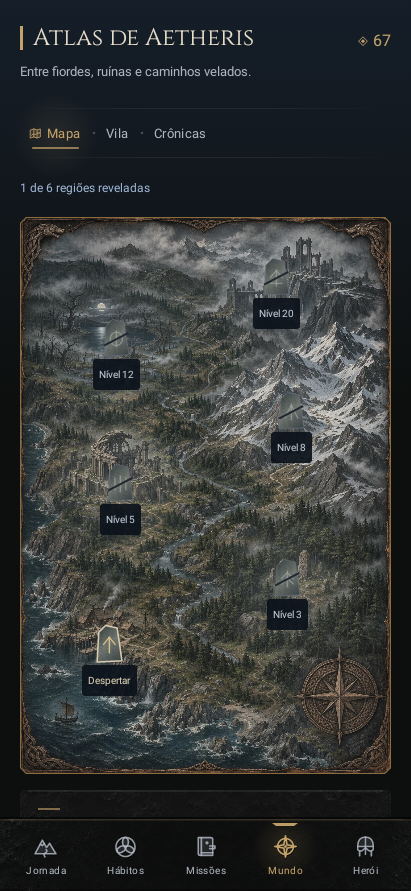 Atlas de Aetheris
67
Entre fiordes, ruínas e caminhos velados.
Mapa · Vila · Crônicas
1 de 6 regiões reveladas
Nível 20
Nível 12
Nível 8
Nível 5
Nível 3
Despertar
Jornada Hábitos Missões Mundo Herói